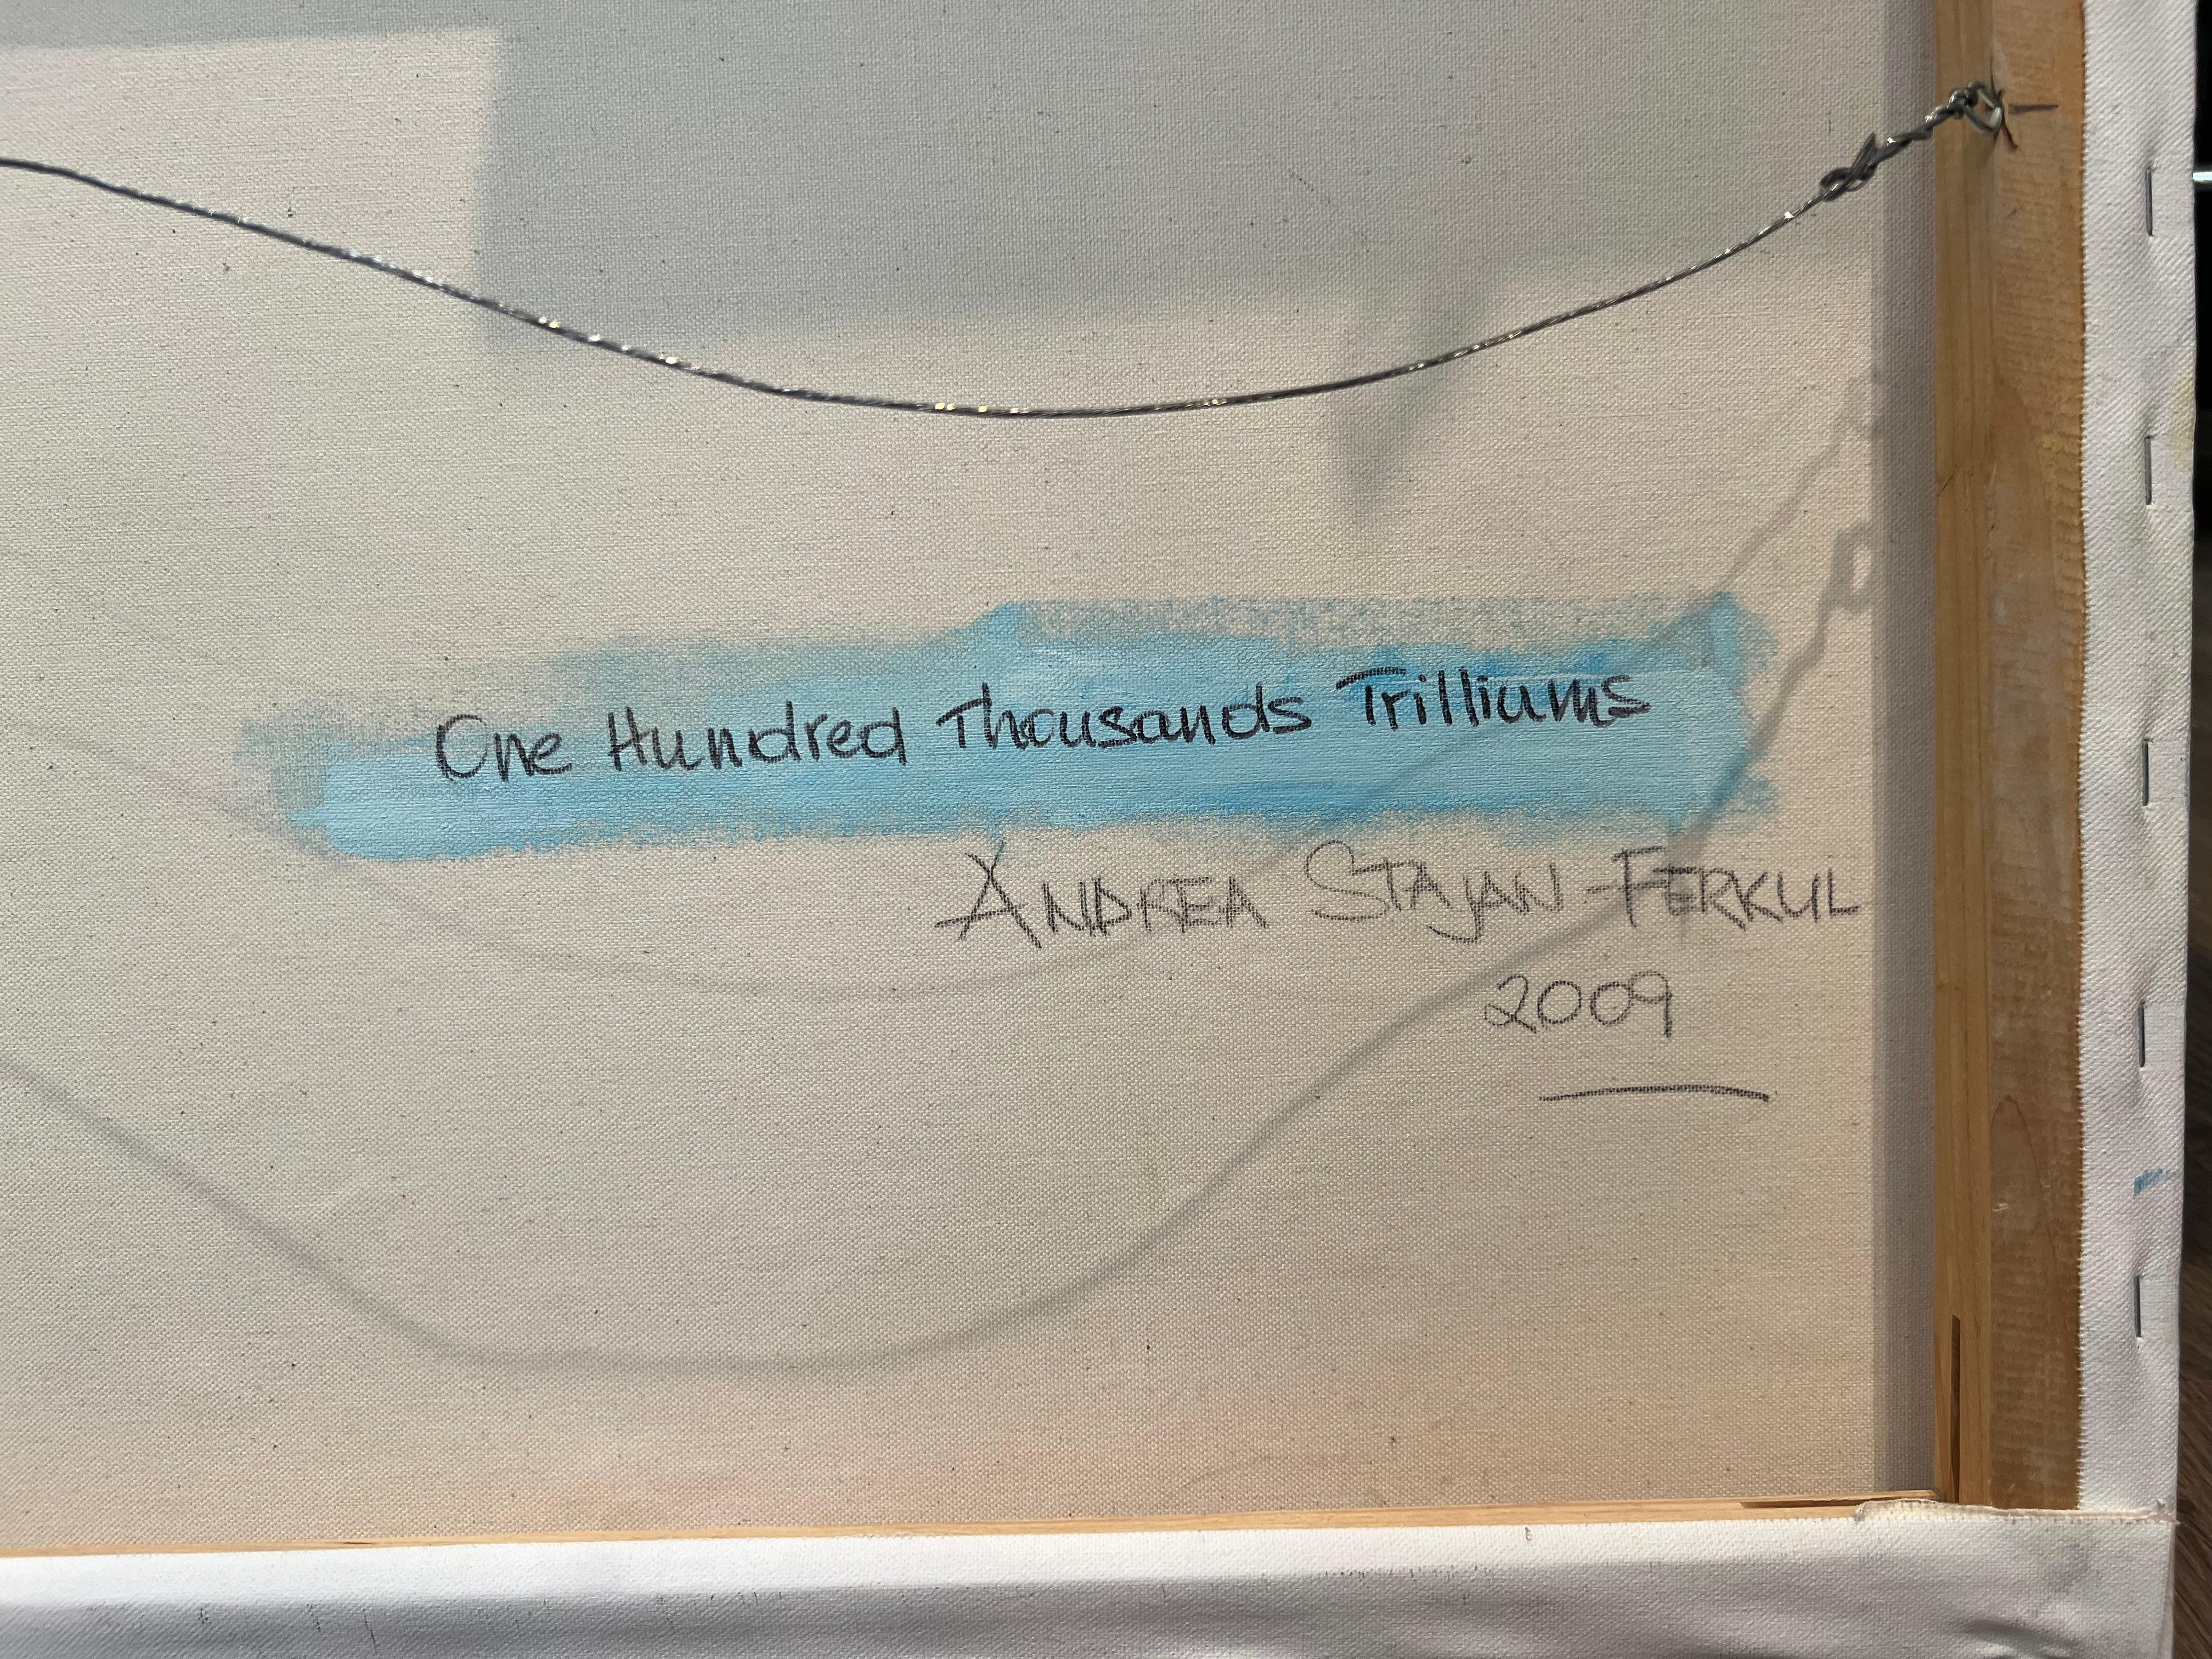 One Hundred Thousands Trilliums
ANDREA STAJAN-FERKUL
2009